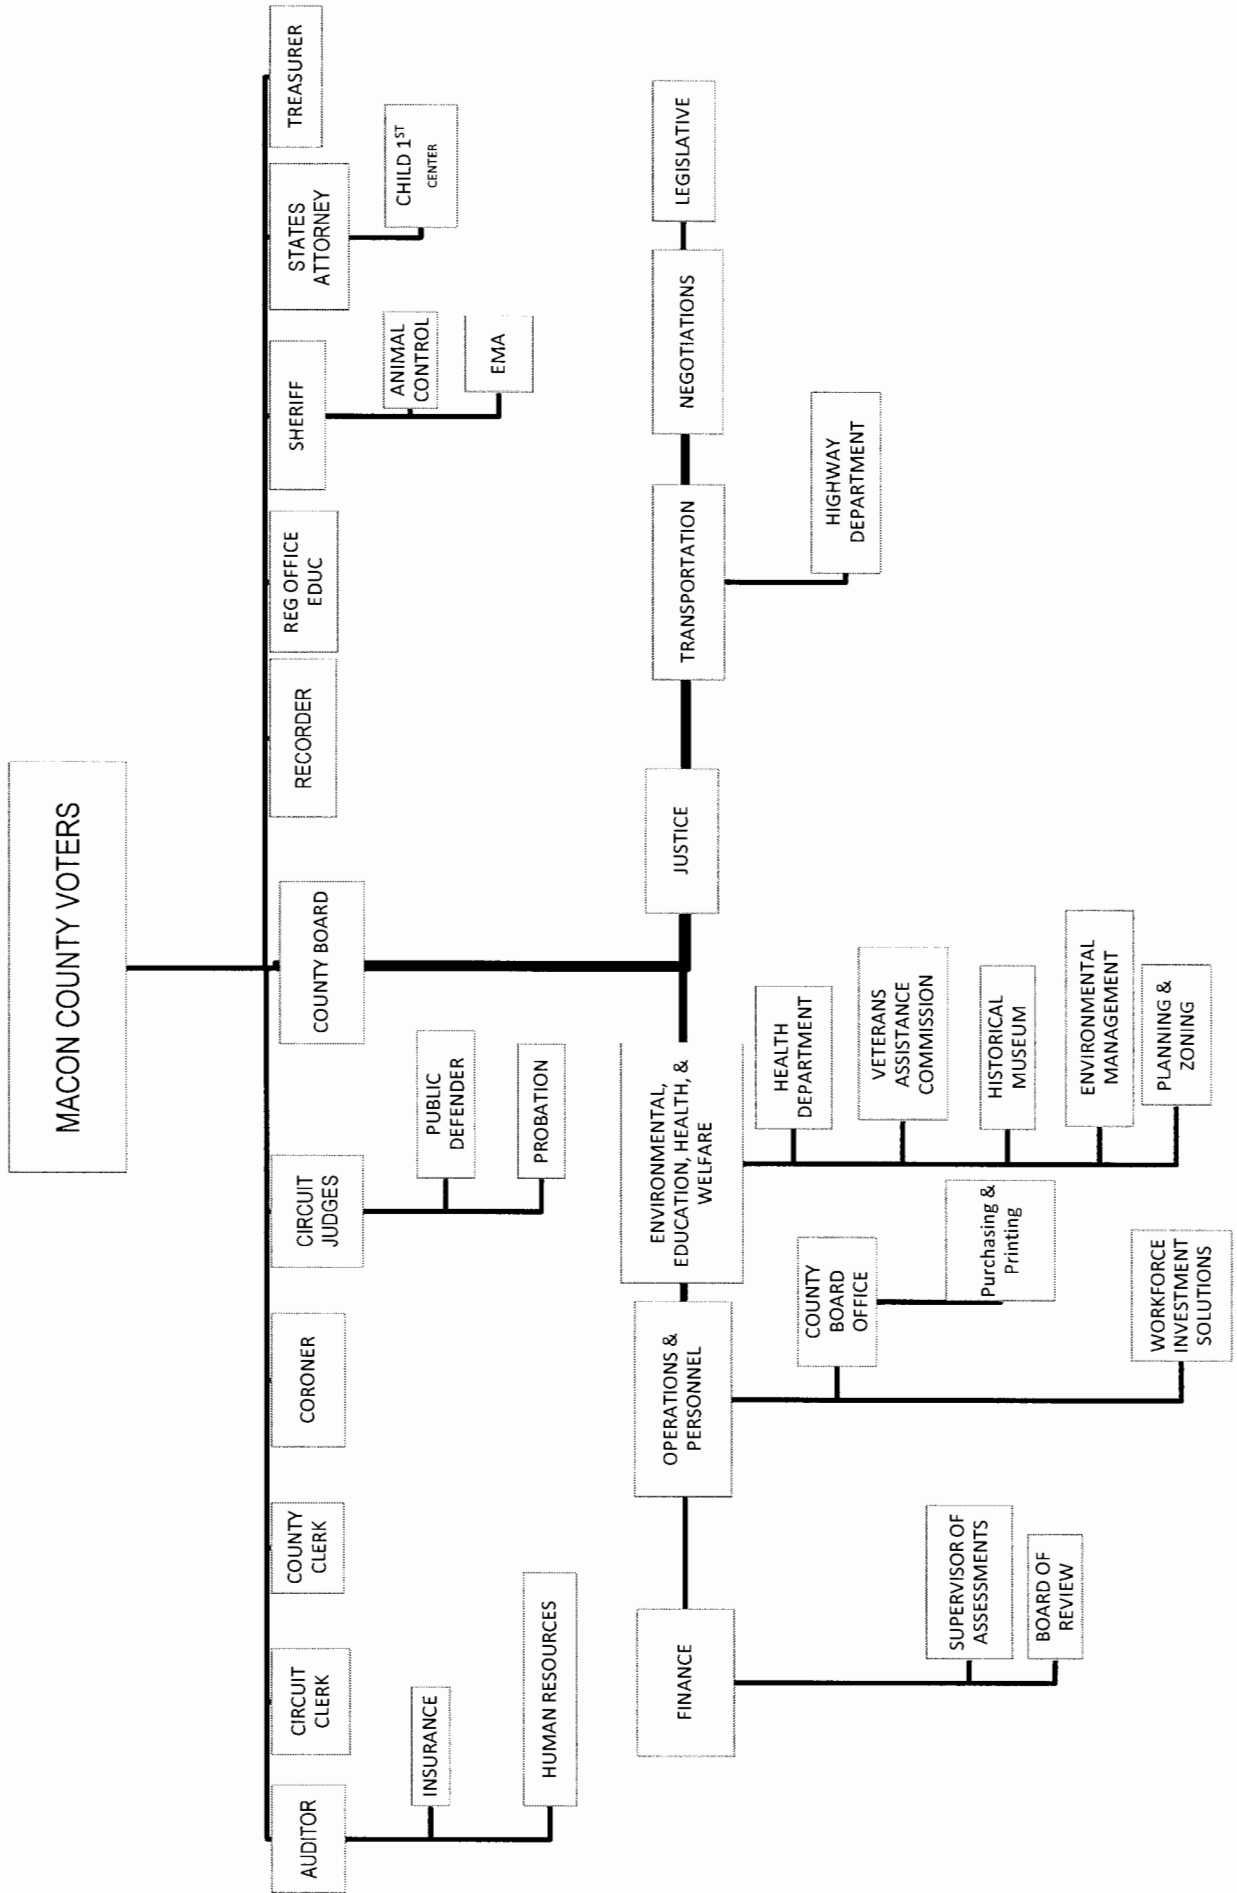 MACON COUNTY VOTERS
AUDITOR
CIRCUIT
CLERK
COUNTY
CLERK
CORONER
CIRCUIT
JUDGES
COUNTY BOARD
RECORDER
REG OFFICE
EDUC
SHERIFF
STATES
ATTORNEY
TREASURER
INSURANCE
HUMAN RESOURCES
PUBLIC
DEFENDER
PROBATION
ANIMAL
CONTROL
EMA
CHILD 1ST
CENTER
FINANCE
OPERATIONS &
PERSONNEL
ENVIRONMENTAL,
EDUCATION, HEALTH, &
WELFARE
JUSTICE
TRANSPORTATION
NEGOTIATIONS
LEGISLATIVE
SUPERVISOR OF
ASSESSMENTS
BOARD OF
REVIEW
COUNTY
BOARD
OFFICE
Purchasing &
Printing
WORKFORCE
INVESTMENT
SOLUTIONS
HEALTH
DEPARTMENT
VETERANS
ASSISTANCE
COMMISSION
HISTORICAL
MUSEUM
ENVIRONMENTAL
MANAGEMENT
PLANNING &
ZONING
HIGHWAY
DEPARTMENT